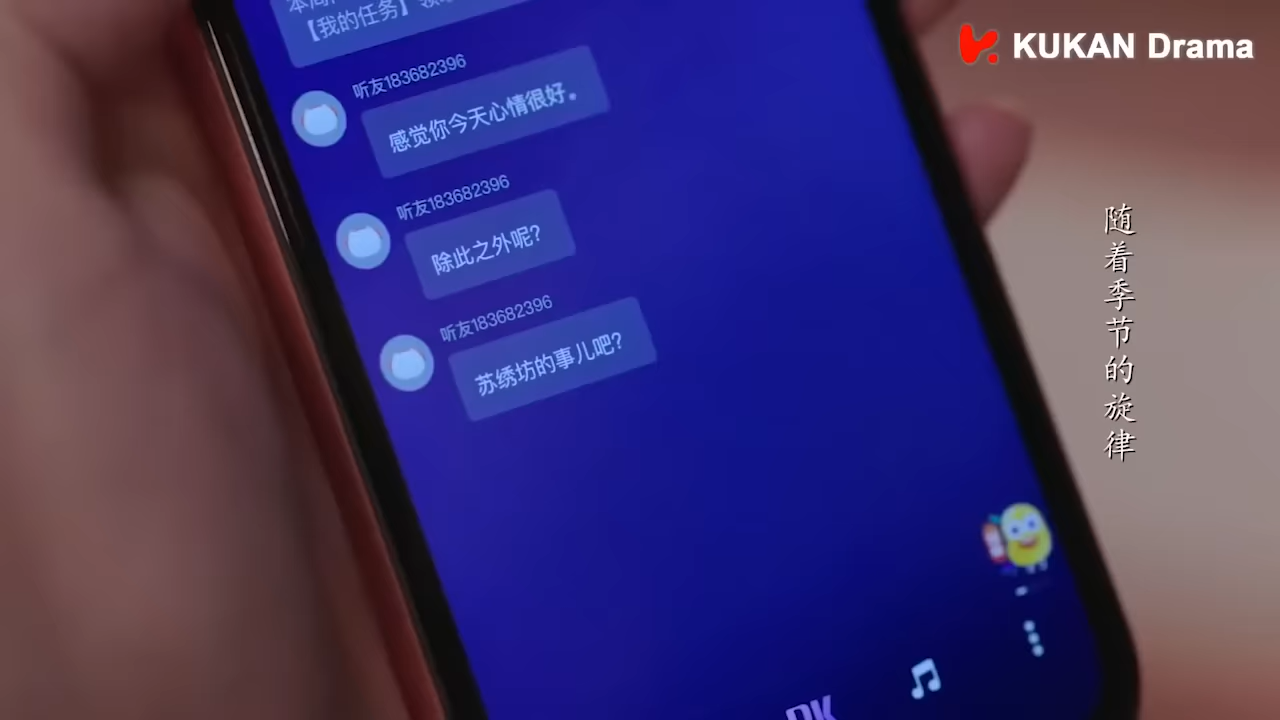 【我的任务】
听友183682396
感觉你今天心情很好。
听友183682396
除此之外呢?
听友183682396
苏绣坊的事儿吧?
PK
KUKAN Drama
随着季节的旋律